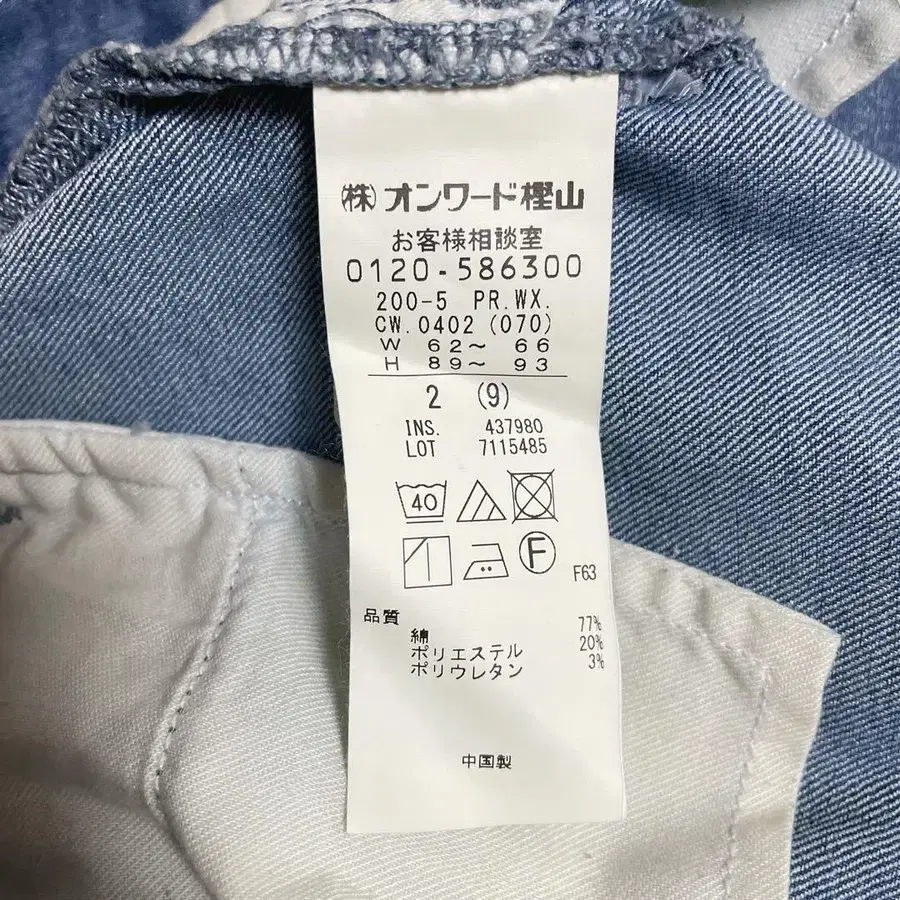 (株)オンワード樫山
お客様相談室
0120-586300
200-5 PR.WX.
CW.0402(070)
W 62～ 66
H 89～ 93
2 (9)
INS. 437980
LOT 7115485
40
F
F63
品質
綿 77%
ポリエステル 20%
ポリウレタン 3%
中国製